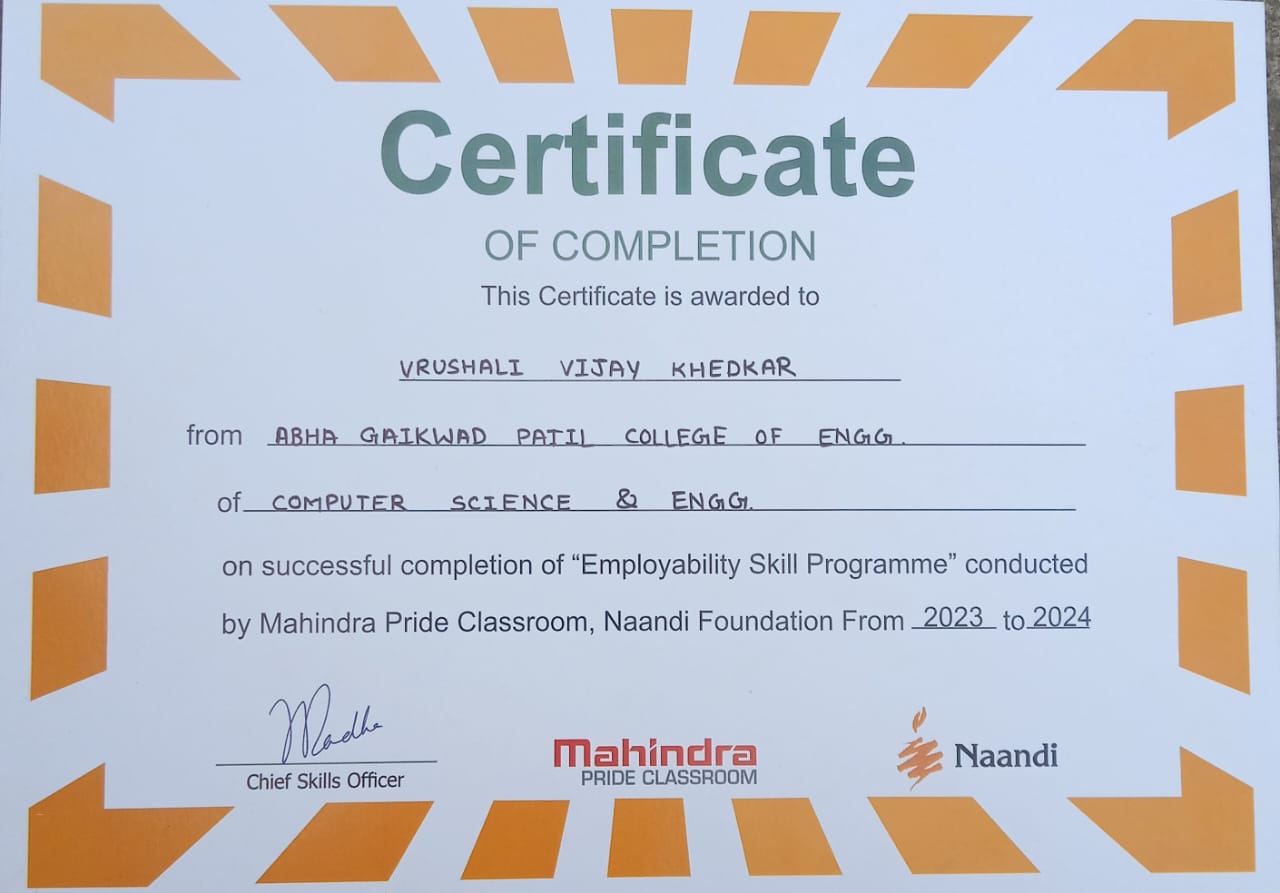 Certificate
OF COMPLETION
This Certificate is awarded to
VRUSHALI VIJAY KHEDKAR
from ABHA GAIKWAD PATIL COLLEGE OF ENGG.
of COMPUTER SCIENCE & ENGG.
on successful completion of “Employability Skill Programme” conducted
by Mahindra Pride Classroom, Naandi Foundation From 2023 to 2024
Madha
Chief Skills Officer
Mahindra
PRIDE CLASSROOM
Naandi